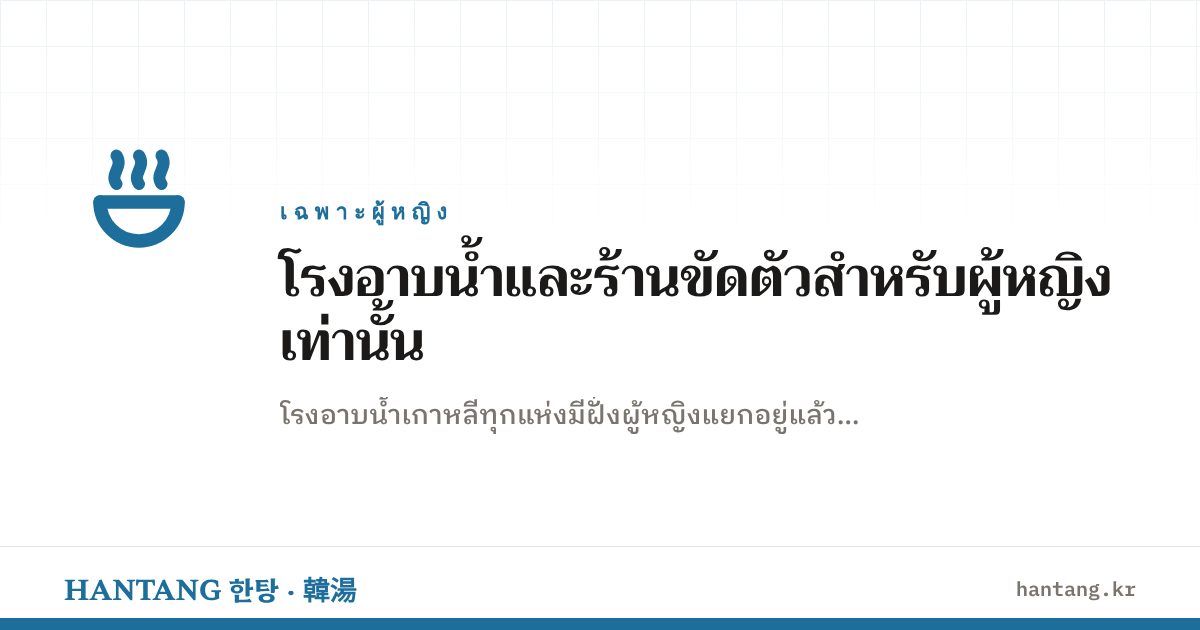 เฉพาะผู้หญิง
โรงอาบน้ำและร้านขัดตัวสำหรับผู้หญิง
เท่านั้น
โรงอาบน้ำเกาหลีทุกแห่งมีฝั่งผู้หญิงแยกอยู่แล้ว...
HANTANG 한탕 · 韓湯
hantang.kr